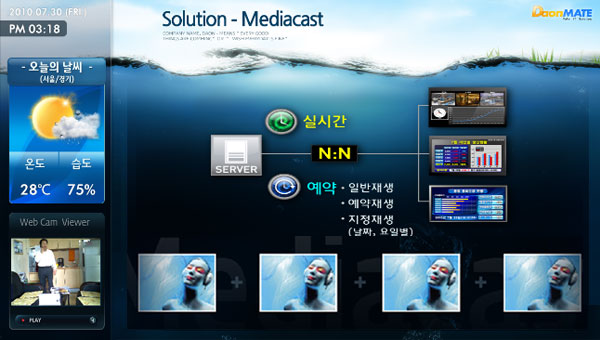 2010 07.30 (FRI.)
PM 03:18
Solution - Mediacast
DaonMATE
- 오늘의 날씨 -
(서울/경기)
온도
습도
28℃
75%
Web Cam Viewer
PLAY
실시간
SERVER
N:N
예약
· 일반재생
· 예약재생
· 지정재생
(날짜, 요일별)
+
+
+